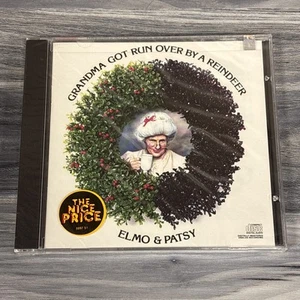 GRANDMA GOT RUN OVER BY A REINDEER
THE
NICE
PRICE
ELMO & PATSY